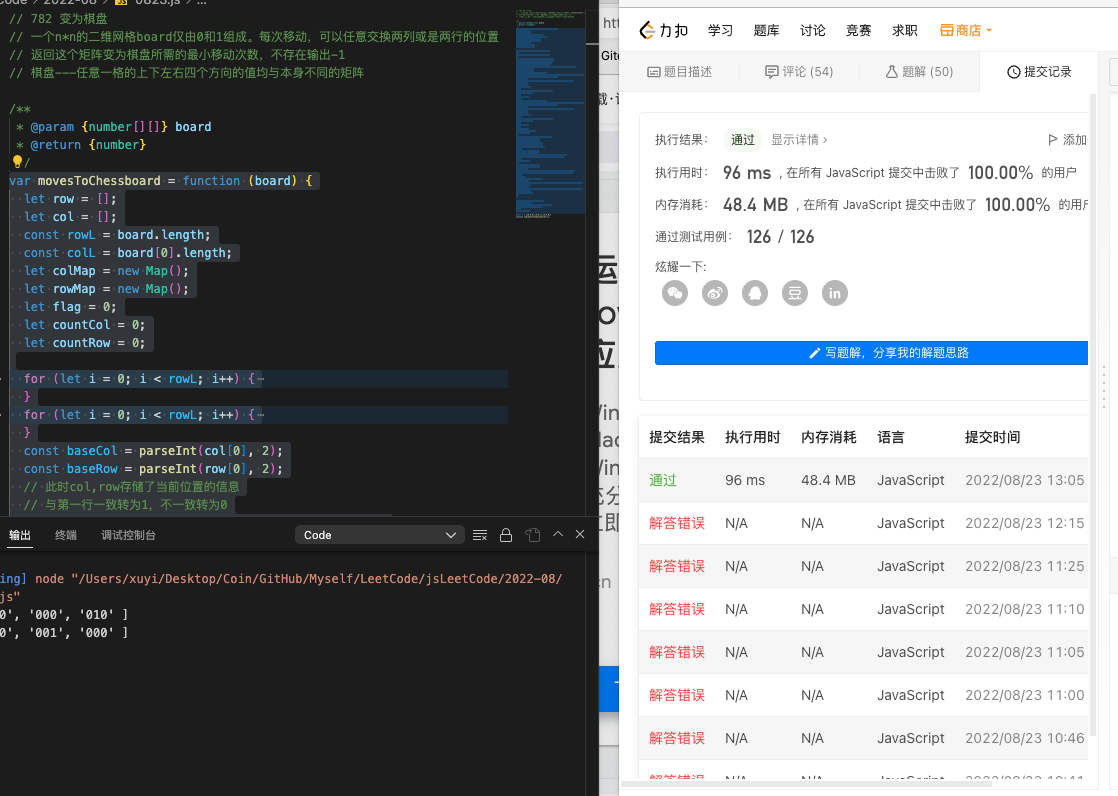 2022-08
0823.js
...
// 782 变为棋盘
// 一个n*n的二维网格board仅由0和1组成。每次移动，可以任意交换两列或是两行的位置
// 返回这个矩阵变为棋盘所需的最小移动次数，不存在输出-1
// 棋盘---任意一格的上下左右四个方向的值均与本身不同的矩阵
/**
* @param {number[][]} board
* @return {number}
*/
var movesToChessboard = function (board) {
let row = [];
let col = [];
const rowL = board.length;
const colL = board[0].length;
let colMap = new Map();
let rowMap = new Map();
let flag = 0;
let countCol = 0;
let countRow = 0;
for (let i = 0; i < rowL; i++) {…
}
for (let i = 0; i < rowL; i++) {…
}
const baseCol = parseInt(col[0], 2);
const baseRow = parseInt(row[0], 2);
// 此时col,row存储了当前位置的信息
// 与第一行一致转为1，不一致转为0
输出 终端 调试控制台 Code
ing] node "/Users/xuyi/Desktop/Coin/GitHub/Myself/LeetCode/jsLeetCode/2022-08/
js"
0', '000', '010' ]
0', '001', '000' ]
力扣 学习 题库 讨论 竞赛 求职 商店
题目描述 评论 (54) 题解 (50) 提交记录
执行结果： 通过 显示详情 › 添加
执行用时： 96 ms , 在所有 JavaScript 提交中击败了 100.00% 的用户
内存消耗： 48.4 MB , 在所有 JavaScript 提交中击败了 100.00% 的用户
通过测试用例： 126 / 126
炫耀一下:
豆 in
写题解，分享我的解题思路
提交结果 执行用时 内存消耗 语言 提交时间
通过 96 ms 48.4 MB JavaScript 2022/08/23 13:05
解答错误 N/A N/A JavaScript 2022/08/23 12:15
解答错误 N/A N/A JavaScript 2022/08/23 11:25
解答错误 N/A N/A JavaScript 2022/08/23 11:10
解答错误 N/A N/A JavaScript 2022/08/23 11:05
解答错误 N/A N/A JavaScript 2022/08/23 11:00
解答错误 N/A N/A JavaScript 2022/08/23 10:46
解答错误 N/A N/A JavaScript